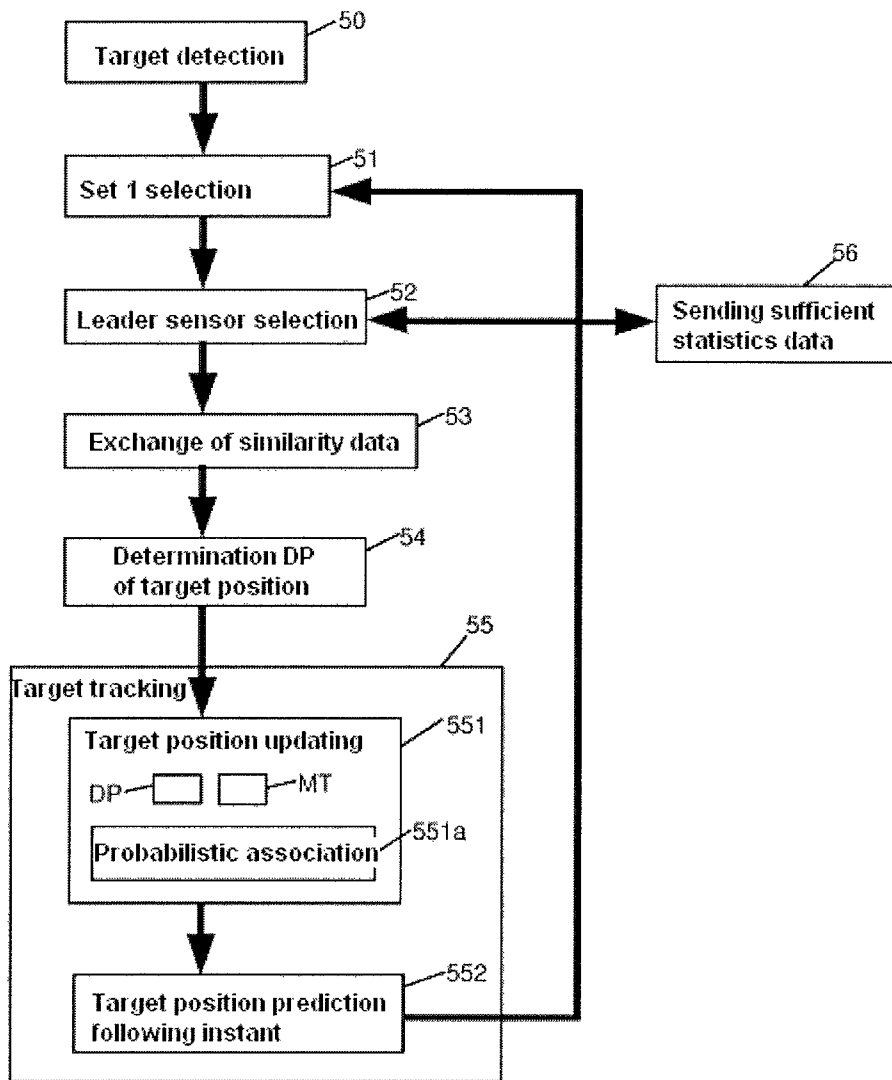 50
Target detection
51
Set 1 selection
52
Leader sensor selection
56
Sending sufficient
statistics data
53
Exchange of similarity data
54
Determination DP
of target position
55
Target tracking
551
Target position updating
DP
MT
551a
Probabilistic association
552
Target position prediction
following instant